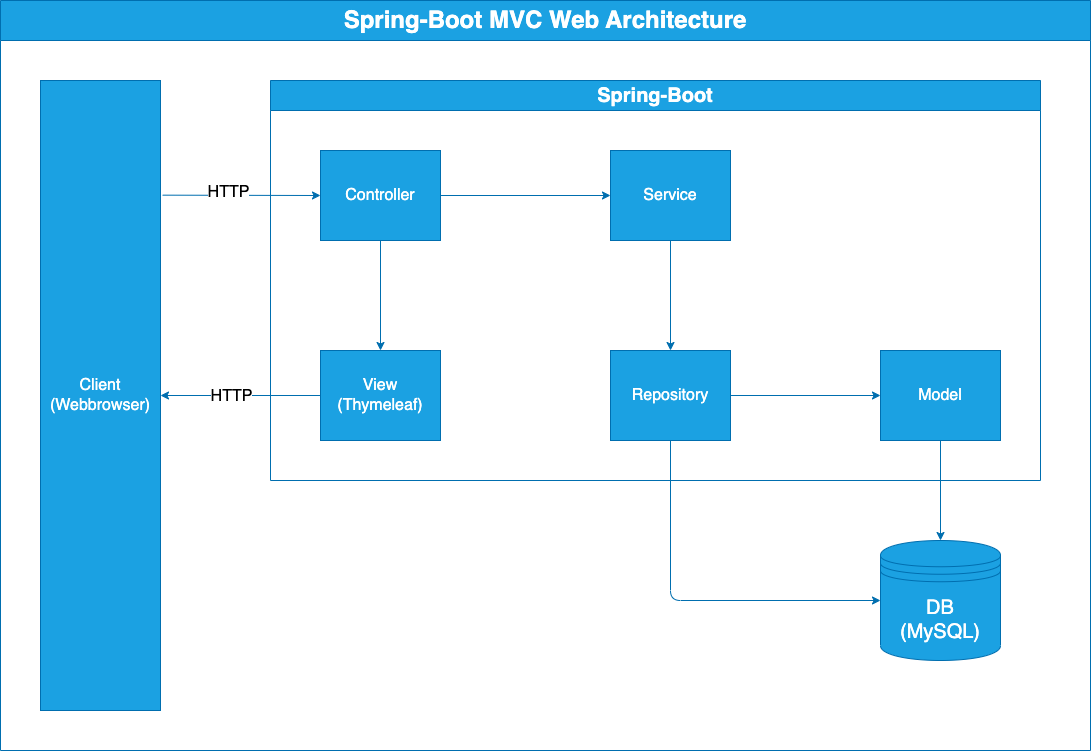 Spring-Boot MVC Web Architecture
Spring-Boot
HTTP
Controller
Service
Client
(Webbrowser)
HTTP
View
(Thymeleaf)
Repository
Model
DB
(MySQL)